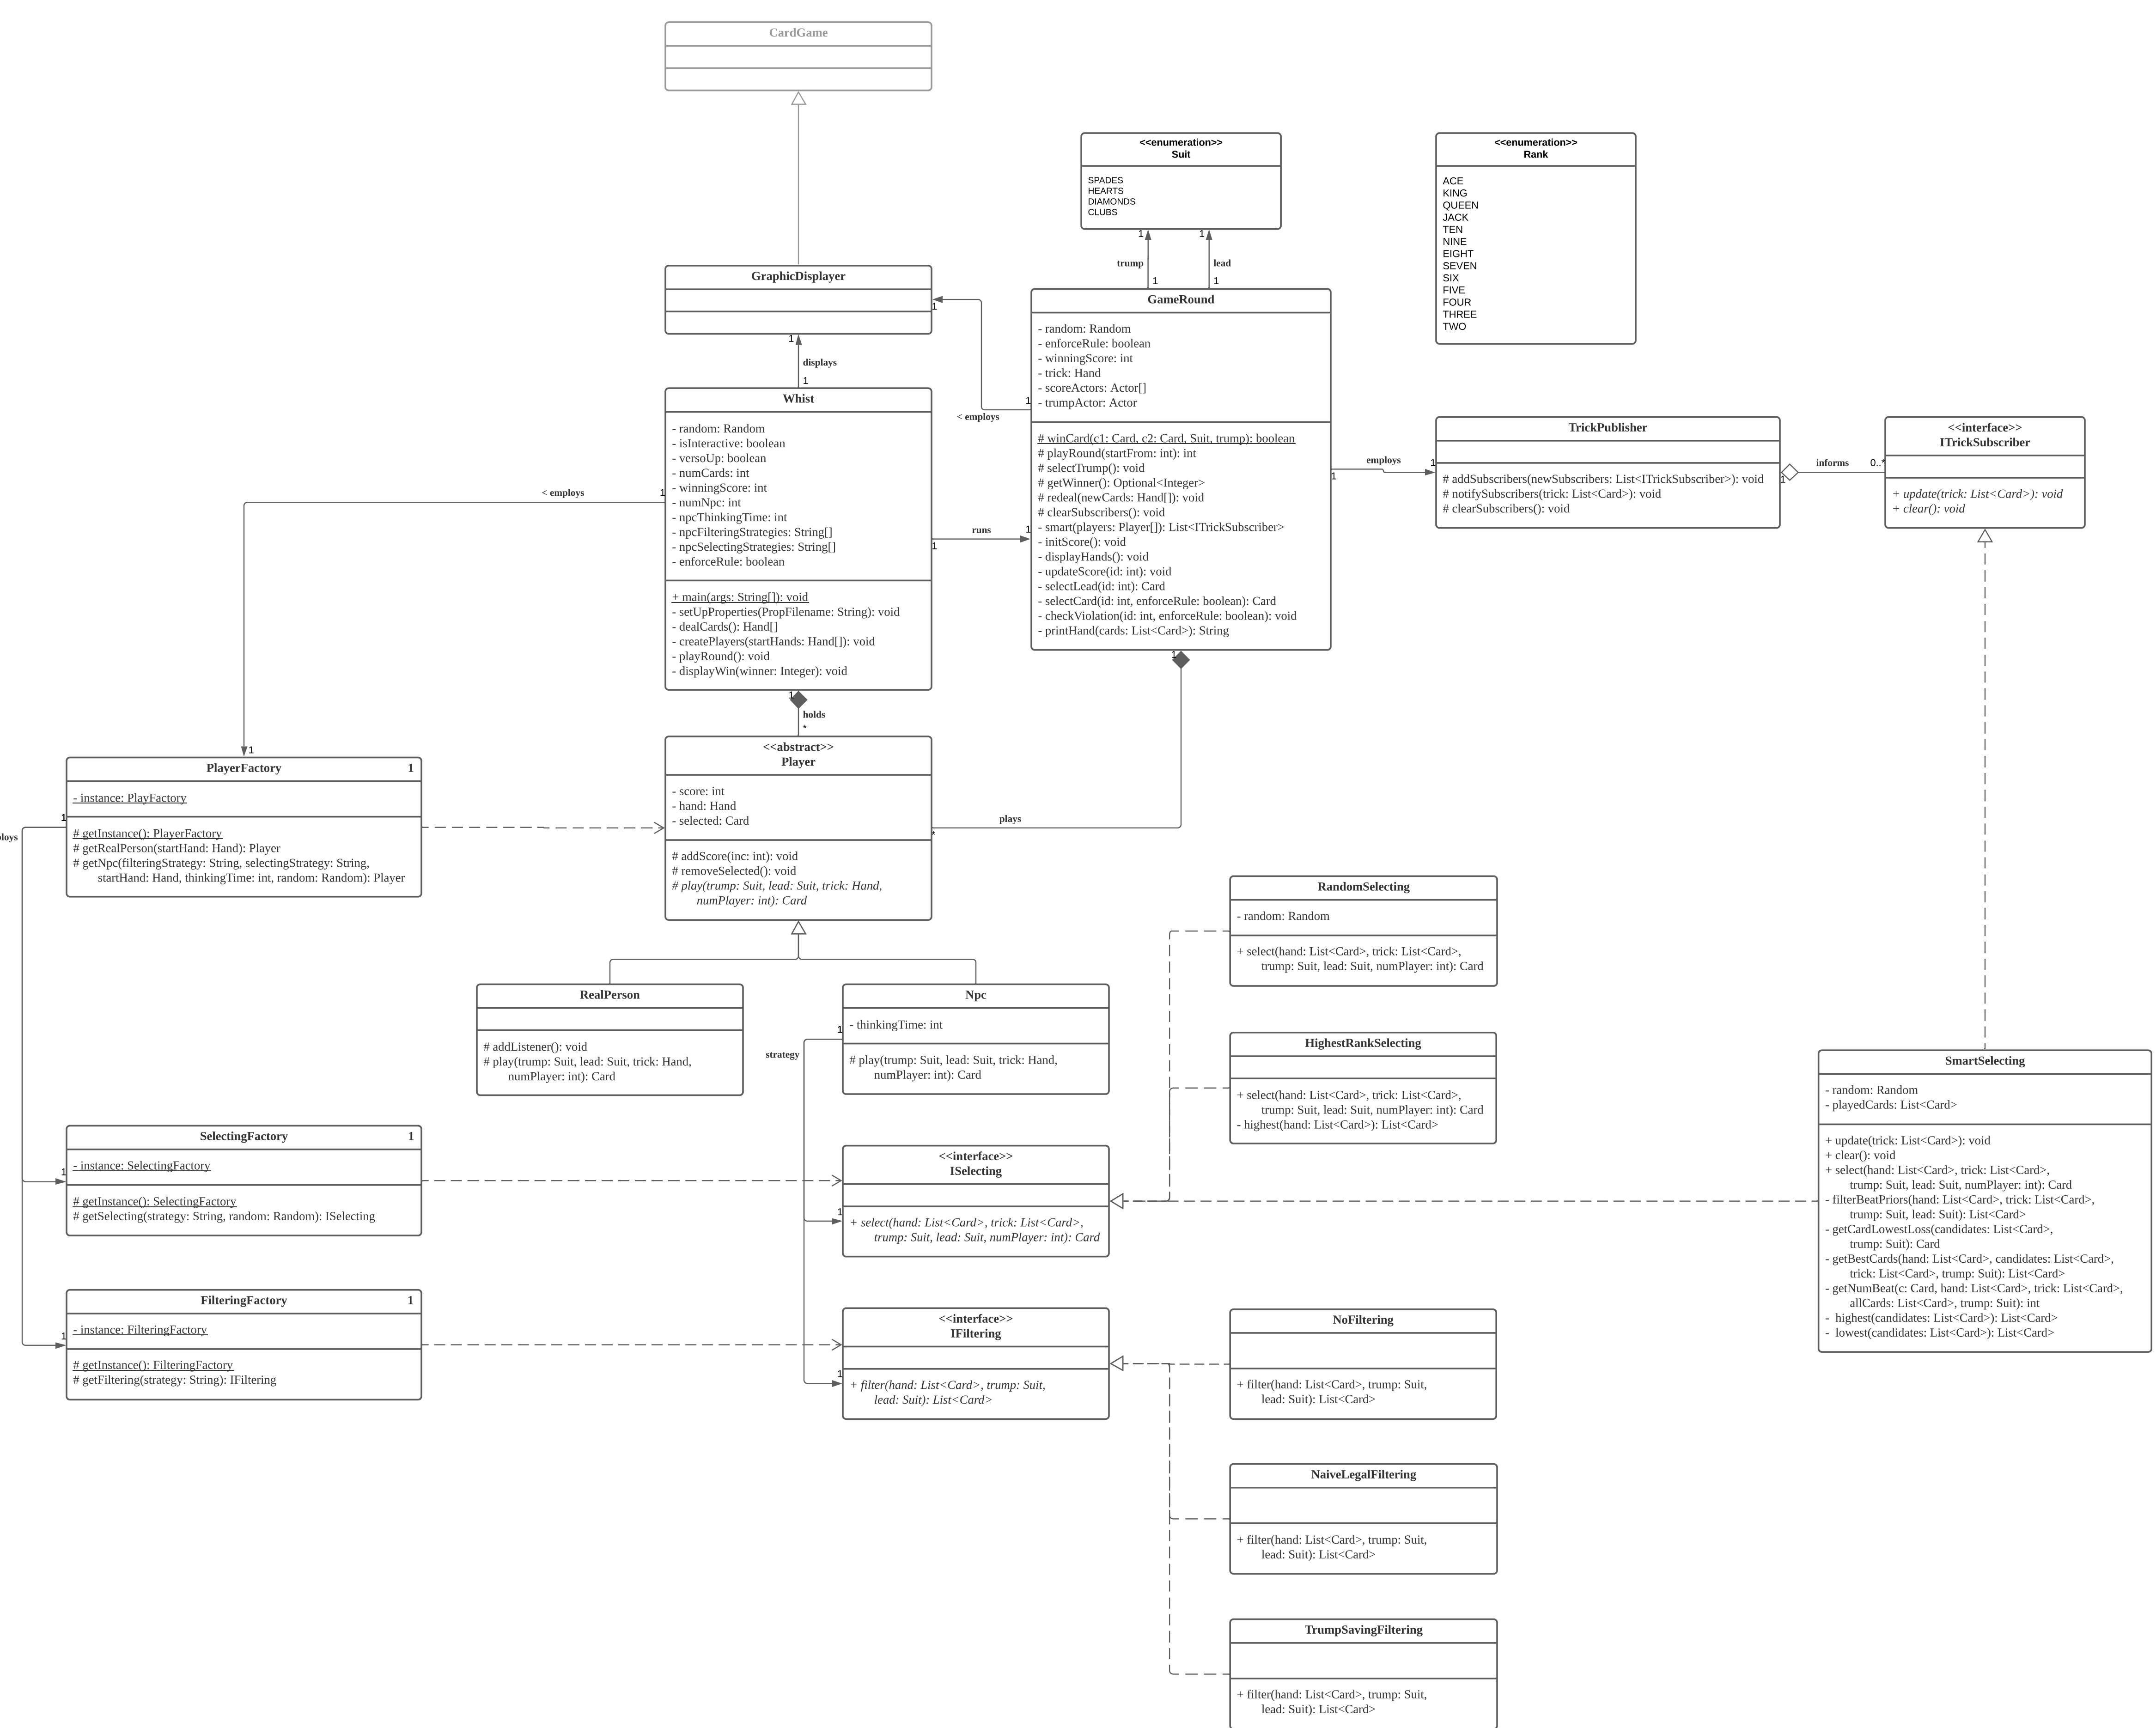 CardGame
<<enumeration>>
Suit
SPADES
HEARTS
DIAMONDS
CLUBS
<<enumeration>>
Rank
ACE
KING
QUEEN
JACK
TEN
NINE
EIGHT
SEVEN
SIX
FIVE
FOUR
THREE
TWO
1
1
trump
lead
1
1
GraphicDisplayer
1
1
displays
1
GameRound
- random: Random
- enforceRule: boolean
- winningScore: int
- trick: Hand
- scoreActors: Actor[]
- trumpActor: Actor
# winCard(c1: Card, c2: Card, Suit, trump): boolean
# playRound(startFrom: int): int
# selectTrump(): void
# getWinner(): Optional<Integer>
# redeal(newCards: Hand[]): void
# clearSubscribers(): void
- smart(players: Player[]): List<ITrickSubscriber>
- initScore(): void
- displayHands(): void
- updateScore(id: int): void
- selectLead(id: int): Card
- selectCard(id: int, enforceRule: boolean): Card
- checkViolation(id: int, enforceRule: boolean): void
- printHand(cards: List<Card>): String
1
< employs
Whist
- random: Random
- isInteractive: boolean
- versoUp: boolean
- numCards: int
- winningScore: int
- numNpc: int
- npcThinkingTime: int
- npcFilteringStrategies: String[]
- npcSelectingStrategies: String[]
- enforceRule: boolean
+ main(args: String[]): void
- setUpProperties(PropFilename: String): void
- dealCards(): Hand[]
- createPlayers(startHands: Hand[]): void
- playRound(): void
- displayWin(winner: Integer): void
< employs
1
runs
1
1
employs
1
1
TrickPublisher
# addSubscribers(newSubscribers: List<ITrickSubscriber>): void
# notifySubscribers(trick: List<Card>): void
# clearSubscribers(): void
1
informs
0..*
<<interface>>
ITrickSubscriber
+ update(trick: List<Card>): void
+ clear(): void
1
holds
*
1
1
PlayerFactory 1
- instance: PlayFactory
# getInstance(): PlayerFactory
# getRealPerson(startHand: Hand): Player
# getNpc(filteringStrategy: String, selectingStrategy: String,
startHand: Hand, thinkingTime: int, random: Random): Player
1
loys
<<abstract>>
Player
- score: int
- hand: Hand
- selected: Card
# addScore(inc: int): void
# removeSelected(): void
# play(trump: Suit, lead: Suit, trick: Hand,
numPlayer: int): Card
plays
*
RandomSelecting
- random: Random
+ select(hand: List<Card>, trick: List<Card>,
trump: Suit, lead: Suit, numPlayer: int): Card
RealPerson
# addListener(): void
# play(trump: Suit, lead: Suit, trick: Hand,
numPlayer: int): Card
Npc
- thinkingTime: int
# play(trump: Suit, lead: Suit, trick: Hand,
numPlayer: int): Card
1
strategy
HighestRankSelecting
+ select(hand: List<Card>, trick: List<Card>,
trump: Suit, lead: Suit, numPlayer: int): Card
- highest(hand: List<Card>): List<Card>
SmartSelecting
- random: Random
- playedCards: List<Card>
+ update(trick: List<Card>): void
+ clear(): void
+ select(hand: List<Card>, trick: List<Card>,
trump: Suit, lead: Suit, numPlayer: int): Card
- filterBeatPriors(hand: List<Card>, trick: List<Card>,
trump: Suit, lead: Suit): List<Card>
- getCardLowestLoss(candidates: List<Card>,
trump: Suit): Card
- getBestCards(hand: List<Card>, candidates: List<Card>,
trick: List<Card>, trump: Suit): List<Card>
- getNumBeat(c: Card, hand: List<Card>, trick: List<Card>,
allCards: List<Card>, trump: Suit): int
- highest(candidates: List<Card>): List<Card>
- lowest(candidates: List<Card>): List<Card>
SelectingFactory 1
- instance: SelectingFactory
# getInstance(): SelectingFactory
# getSelecting(strategy: String, random: Random): ISelecting
1
<<interface>>
ISelecting
+ select(hand: List<Card>, trick: List<Card>,
trump: Suit, lead: Suit, numPlayer: int): Card
1
FilteringFactory 1
- instance: FilteringFactory
# getInstance(): FilteringFactory
# getFiltering(strategy: String): IFiltering
1
<<interface>>
IFiltering
+ filter(hand: List<Card>, trump: Suit,
lead: Suit): List<Card>
1
NoFiltering
+ filter(hand: List<Card>, trump: Suit,
lead: Suit): List<Card>
NaiveLegalFiltering
+ filter(hand: List<Card>, trump: Suit,
lead: Suit): List<Card>
TrumpSavingFiltering
+ filter(hand: List<Card>, trump: Suit,
lead: Suit): List<Card>